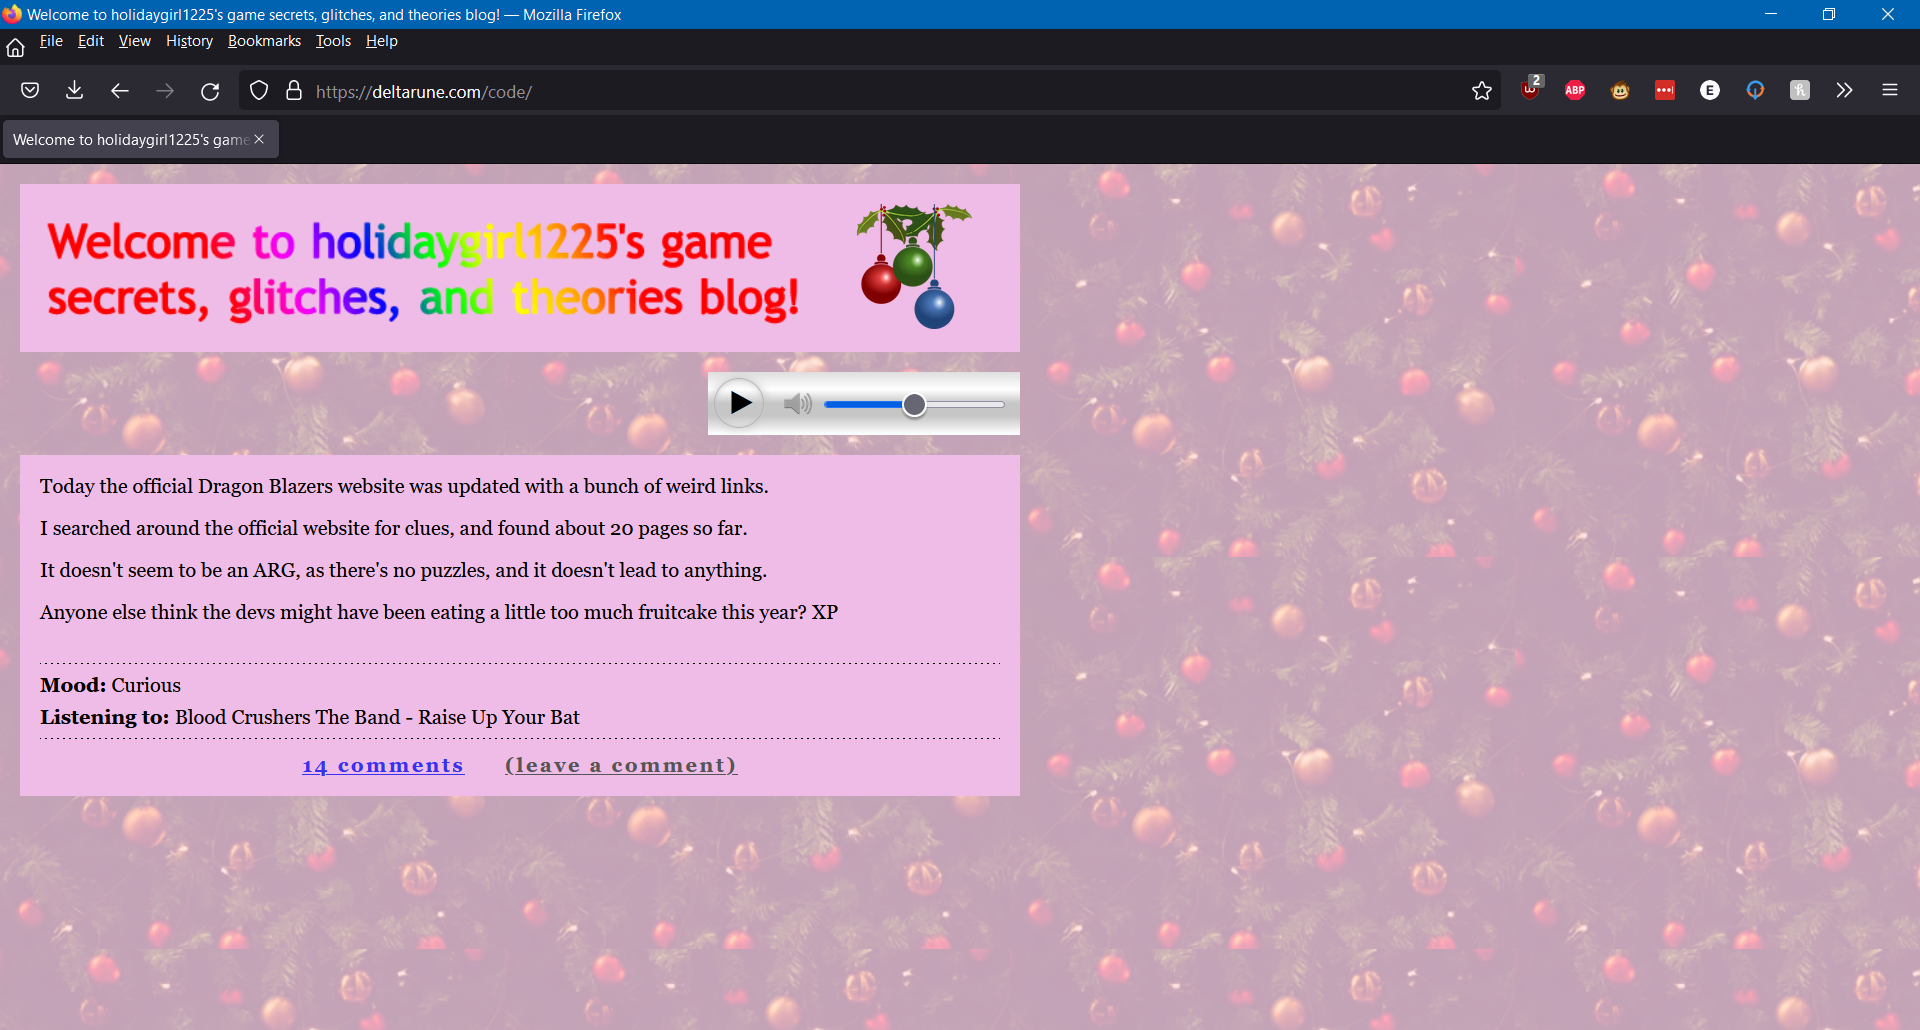 Welcome to holidaygirl1225's game secrets, glitches, and theories blog! — Mozilla Firefox
File Edit View History Bookmarks Tools Help
https://deltarune.com/code/
2
ABP
E
Welcome to holidaygirl1225's game
Welcome to holidaygirl1225's game
secrets, glitches, and theories blog!
Today the official Dragon Blazers website was updated with a bunch of weird links.
I searched around the official website for clues, and found about 20 pages so far.
It doesn't seem to be an ARG, as there's no puzzles, and it doesn't lead to anything.
Anyone else think the devs might have been eating a little too much fruitcake this year? XP
Mood: Curious
Listening to: Blood Crushers The Band - Raise Up Your Bat
14 comments (leave a comment)